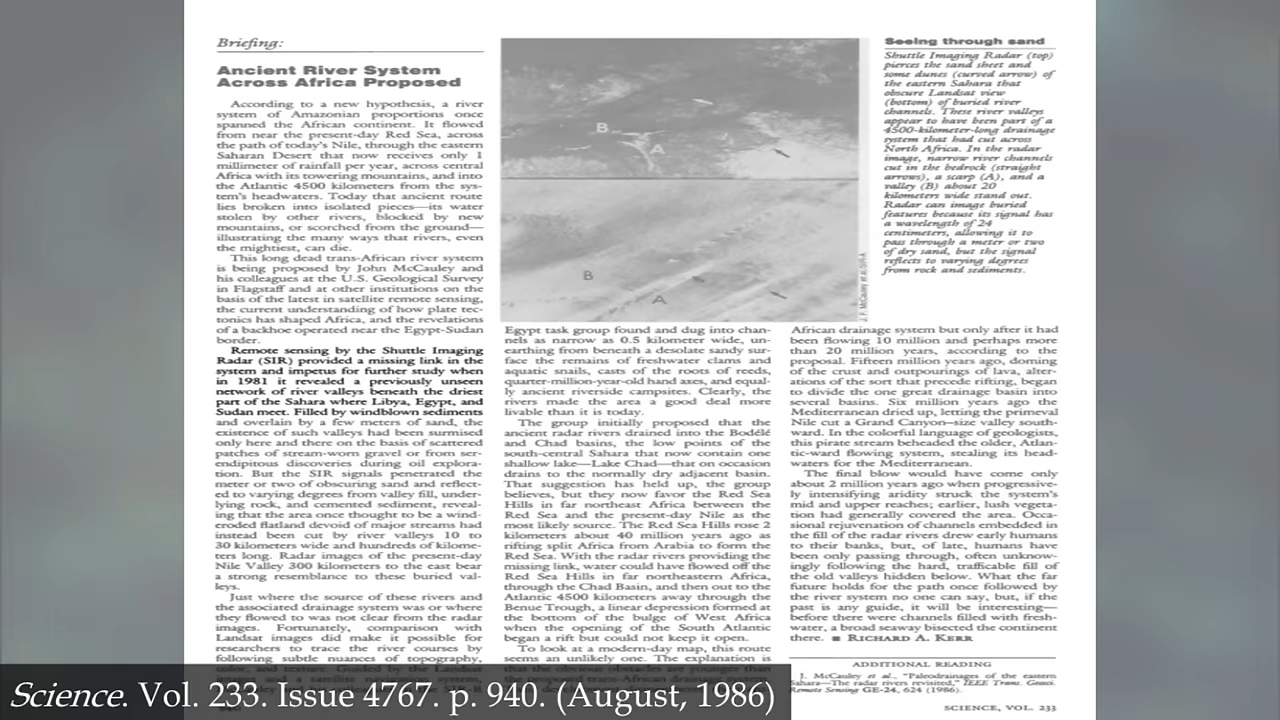 Briefing:
Ancient River System
Across Africa Proposed
According to a new hypothesis, a river
system of Amazonian proportions once
spanned the African continent. It flowed
from near the present-day Red Sea, across
the path of today's Nile, through the eastern
Saharan Desert that now receives only 1
millimeter of rainfall per year, across central
Africa with its towering mountains, and into
the Atlantic 4500 kilometers from the sys-
tem's headwaters. Today that ancient route
lies broken into isolated pieces—its water
stolen by other rivers, blocked by new
mountains, or scorched from the ground—
illustrating the many ways that rivers, even
the mightiest, can die.
This long dead trans-African river system
is being proposed by John McCauley and
his colleagues at the U.S. Geological Survey
in Flagstaff and at other institutions on the
basis of the latest in satellite remote sensing,
the current understanding of how plate tec-
tonics has shaped Africa, and the revelations
of a backhoe operated near the Egypt-Sudan
border.
Remote sensing by the Shuttle Imaging
Radar (SIR) provided a missing link in the
system and impetus for further study when
in 1981 it revealed a previously unseen
network of river valleys beneath the driest
part of the Sahara where Libya, Egypt, and
Sudan meet. Filled by windblown sediments
and overlain by a few meters of sand, the
existence of such valleys had been surmised
only here and there on the basis of scattered
patches of stream-worn gravel or from ser-
endipitous discoveries during oil explora-
tion. But the SIR signals penetrated the
meter or two of obscuring sand and reflect-
ed to varying degrees from valley fill, under-
lying rock, and cemented sediment, reveal-
ing that the area once thought to be a wind-
eroded flatland devoid of major streams had
instead been cut by river valleys 10 to
30 kilometers wide and hundreds of kilome-
ters long. Radar images of the present-day
Nile Valley 300 kilometers to the east bear
a strong resemblance to these buried val-
leys.
Just where the source of these rivers and
the associated drainage system was or where
they flowed to was not clear from the radar
images. Fortunately, comparison with
Landsat images did make it possible for
researchers to trace the river courses by
following subtle nuances of topography,
color, and texture. Guided by the Landsat
B
A
B
A
J. F. McCauley et al./SIR-A
Seeing through sand
Shuttle Imaging Radar (top)
pierces the sand sheet and
some dunes (curved arrow) of
the eastern Sahara that
obscure Landsat view
(bottom) of buried river
channels. These river valleys
appear to have been part of a
4500-kilometer-long drainage
system that had cut across
North Africa. In the radar
image, narrow river channels
cut in the bedrock (straight
arrows), a scarp (A), and a
valley (B) about 20
kilometers wide stand out.
Radar can image buried
features because its signal has
a wavelength of 24
centimeters, allowing it to
pass through a meter or two
of dry sand, but the signal
reflects to varying degrees
from rock and sediments.
Egypt task group found and dug into chan-
nels as narrow as 0.5 kilometer wide, un-
earthing from beneath a desolate sandy sur-
face the remains of freshwater clams and
aquatic snails, casts of the roots of reeds,
quarter-million-year-old hand axes, and equal-
ly ancient riverside campsites. Clearly, the
rivers made the area a good deal more
livable than it is today.
The group initially proposed that the
ancient radar rivers drained into the Bodélé
and Chad basins, the low points of the
south-central Sahara that now contain one
shallow lake—Lake Chad—that on occasion
drains to the normally dry adjacent basin.
That suggestion has held up, the group
believes, but they now favor the Red Sea
Hills in far northeast Africa between the
Red Sea and the present-day Nile as the
most likely source. The Red Sea Hills rose 2
kilometers about 40 million years ago as
rifting split Africa from Arabia to form the
Red Sea. With the radar rivers providing the
missing link, water could have flowed off the
Red Sea Hills in far northeastern Africa,
through the Chad Basin, and then out to the
Atlantic 4500 kilometers away through the
Benue Trough, a linear depression formed at
the bottom of the bulge of West Africa
when the opening of the South Atlantic
began a rift but could not keep it open.
To look at a modern-day map, this route
seems an unlikely one. The explanation is
that the obvious obstacles are younger than
African drainage system but only after it had
been flowing 10 million and perhaps more
than 20 million years, according to the
proposal. Fifteen million years ago, doming
of the crust and outpourings of lava, alter-
ations of the sort that precede rifting, began
to divide the one great drainage basin into
several basins. Six million years ago the
Mediterranean dried up, letting the primeval
Nile cut a Grand Canyon–size valley south-
ward. In the colorful language of geologists,
this pirate stream beheaded the older, Atlan-
tic-ward flowing system, stealing its head-
waters for the Mediterranean.
The final blow would have come only
about 2 million years ago when progressive-
ly intensifying aridity struck the system's
mid and upper reaches; earlier, lush vegeta-
tion had generally covered the area. Occa-
sional rejuvenation of channels embedded in
the fill of the radar rivers drew early humans
to their banks, but, of late, humans have
been only passing through, often unknow-
ingly following the hard, trafficable fill of
the old valleys hidden below. What the far
future holds for the path once followed by
the river system no one can say, but, if the
past is any guide, it will be interesting—
before there were channels filled with fresh-
water, a broad seaway bisected the continent
there. ■ RICHARD A. KERR
ADDITIONAL READING
J. McCauley et al., "Paleodrainages of the eastern
Sahara—The radar rivers revisited," IEEE Trans. Geosci.
Remote Sensing GE-24, 624 (1986).
SCIENCE, VOL. 233
Science. Vol. 233. Issue 4767. p. 940. (August, 1986)